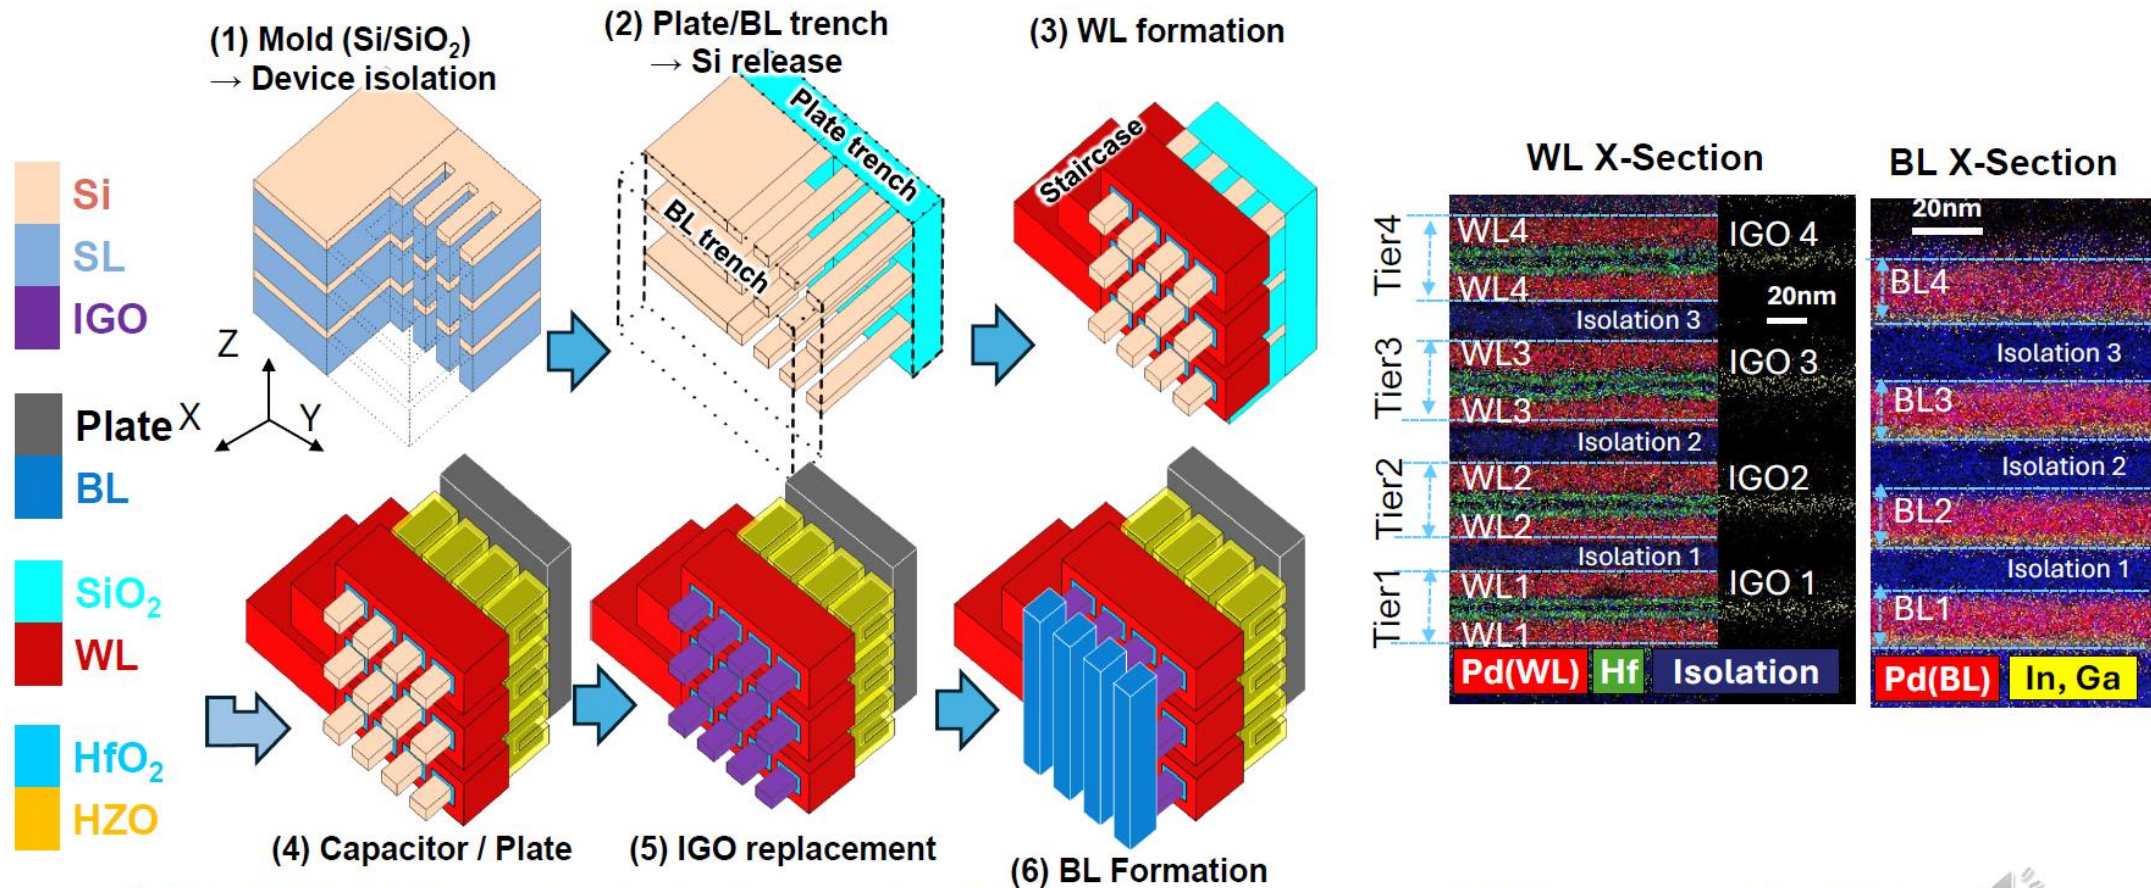 (1) Mold (Si/SiO2)
→ Device isolation
(2) Plate/BL trench
→ Si release
(3) WL formation
Si
SL
IGO
Plate
BL
SiO2
WL
HfO2
HZO
Z
X
Y
Plate trench
BL trench
Staircase
(4) Capacitor / Plate
(5) IGO replacement
(6) BL Formation
WL X-Section
Tier4
Tier3
Tier2
Tier1
WL4
WL4
Isolation 3
WL3
WL3
Isolation 2
WL2
WL2
Isolation 1
WL1
WL1
IGO 4
20nm
IGO 3
IGO2
IGO 1
Pd(WL)
Hf
Isolation
BL X-Section
20nm
BL4
Isolation 3
BL3
Isolation 2
BL2
Isolation 1
BL1
Pd(BL)
In, Ga